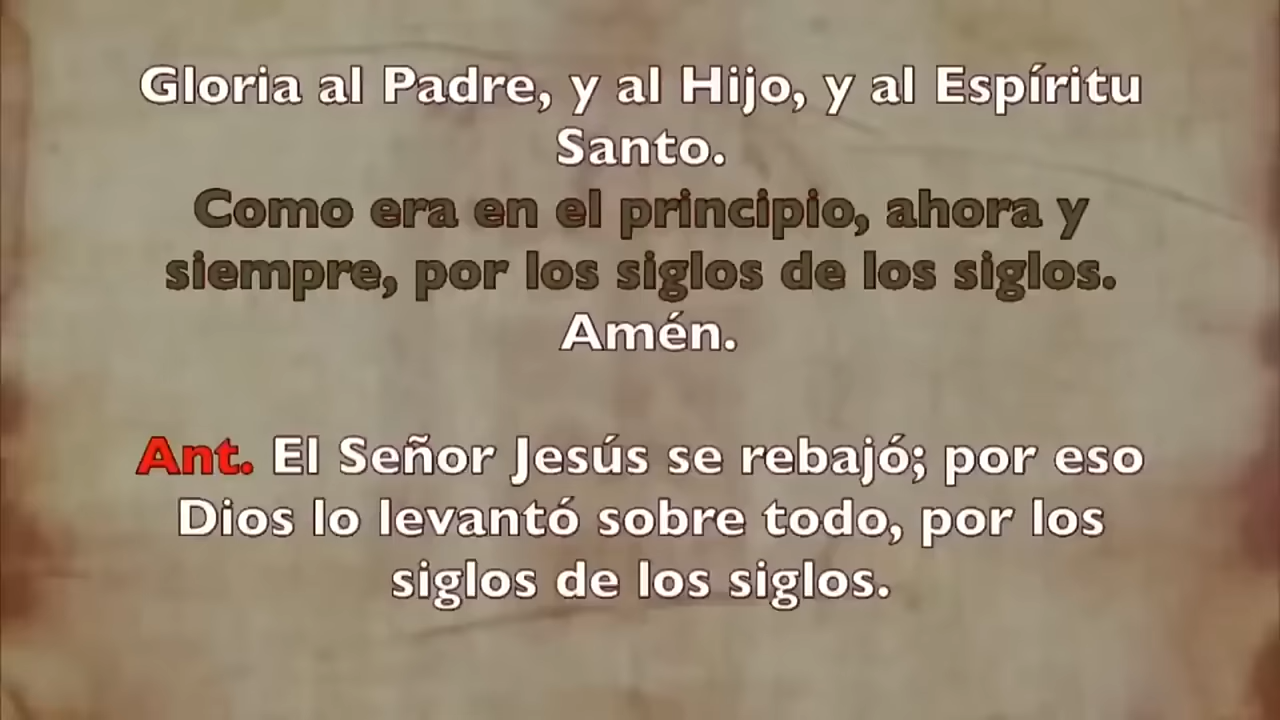 Gloria al Padre, y al Hijo, y al Espíritu
Santo.
Como era en el principio, ahora y
siempre, por los siglos de los siglos.
Amén.
Ant. El Señor Jesús se rebajó; por eso
Dios lo levantó sobre todo, por los
siglos de los siglos.